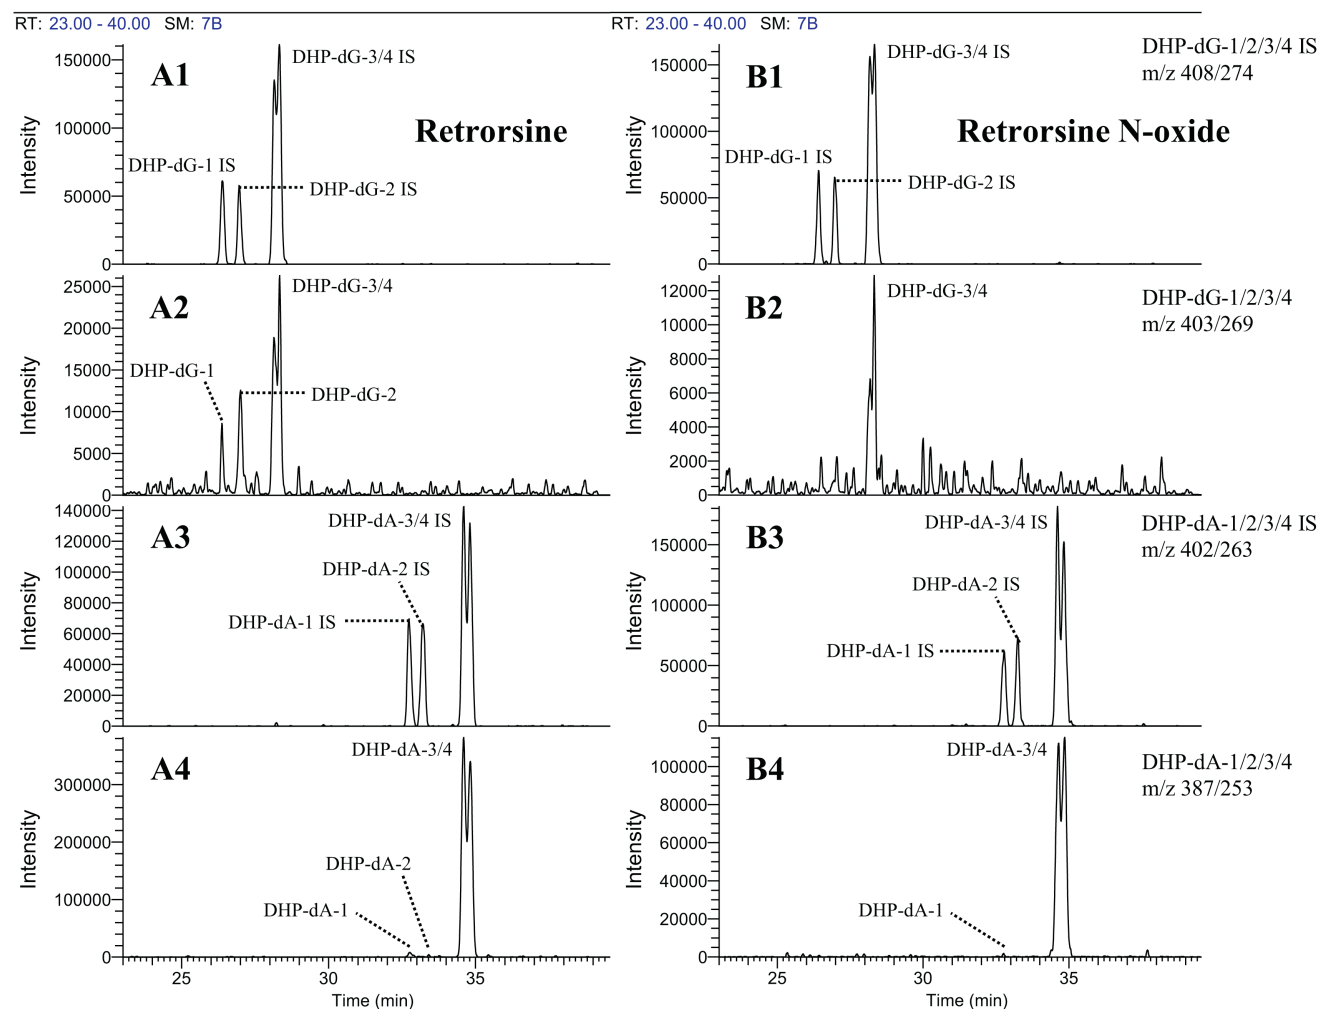 RT: 23.00 - 40.00 SM: 7B
RT: 23.00 - 40.00 SM: 7B
A1
Retrorsine
Intensity
150000
100000
50000
0
DHP-dG-3/4 IS
DHP-dG-1 IS
DHP-dG-2 IS
B1
Retrorsine N-oxide
Intensity
150000
100000
50000
0
DHP-dG-3/4 IS
DHP-dG-1 IS
DHP-dG-2 IS
DHP-dG-1/2/3/4 IS
m/z 408/274
A2
Intensity
25000
20000
15000
10000
5000
0
DHP-dG-3/4
DHP-dG-1
DHP-dG-2
B2
Intensity
12000
10000
8000
6000
4000
2000
0
DHP-dG-3/4
DHP-dG-1/2/3/4
m/z 403/269
A3
Intensity
140000
120000
100000
80000
60000
40000
20000
0
DHP-dA-3/4 IS
DHP-dA-2 IS
DHP-dA-1 IS
B3
Intensity
150000
100000
50000
0
DHP-dA-3/4 IS
DHP-dA-2 IS
DHP-dA-1 IS
DHP-dA-1/2/3/4 IS
m/z 402/263
A4
Intensity
300000
200000
100000
0
DHP-dA-3/4
DHP-dA-2
DHP-dA-1
25 30 35
Time (min)
B4
Intensity
100000
80000
60000
40000
20000
0
DHP-dA-3/4
DHP-dA-1
25 30 35
Time (min)
DHP-dA-1/2/3/4
m/z 387/253